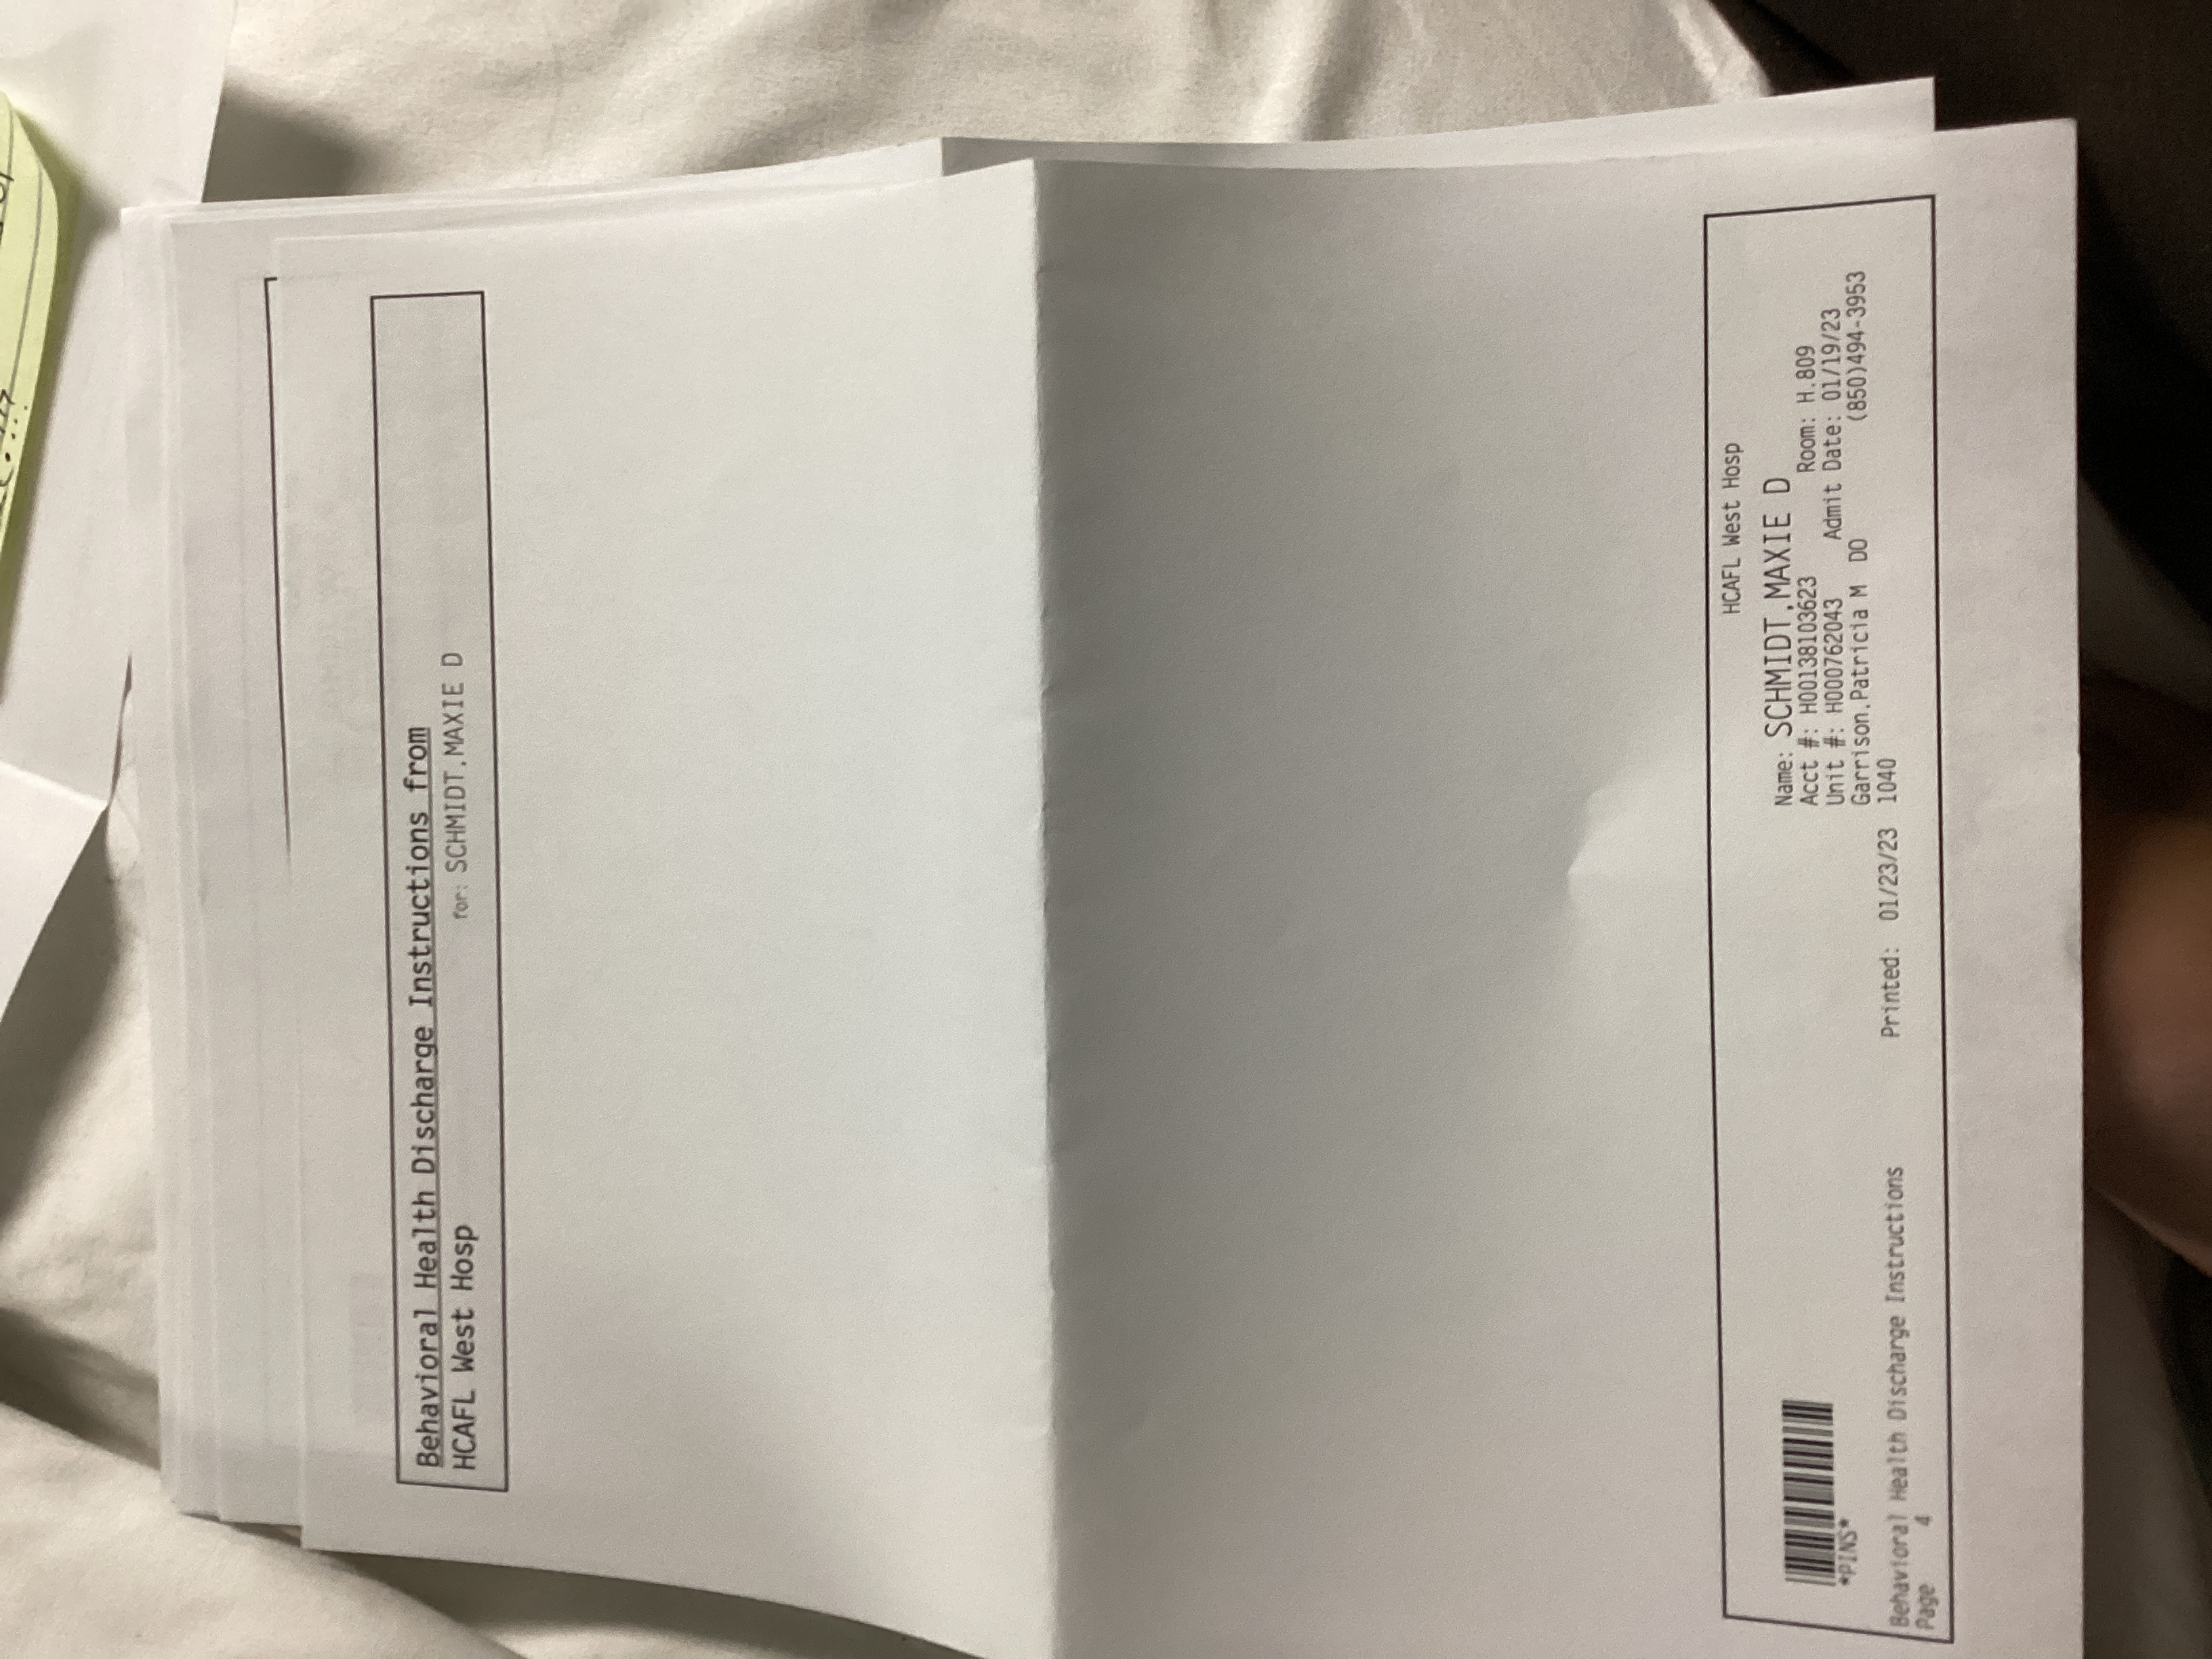 Behavioral Health Discharge Instructions from
HCAFL West Hosp for: SCHMIDT,MAXIE D
HCAFL West Hosp
Name: SCHMIDT,MAXIE D
Acct #: H00138103623 Room: H.809
Unit #: H000762043 Admit Date: 01/19/23
Garrison,Patricia M DO (850)494-3953
*PINS*
Behavioral Health Discharge Instructions Printed: 01/23/23 1040
Page 4